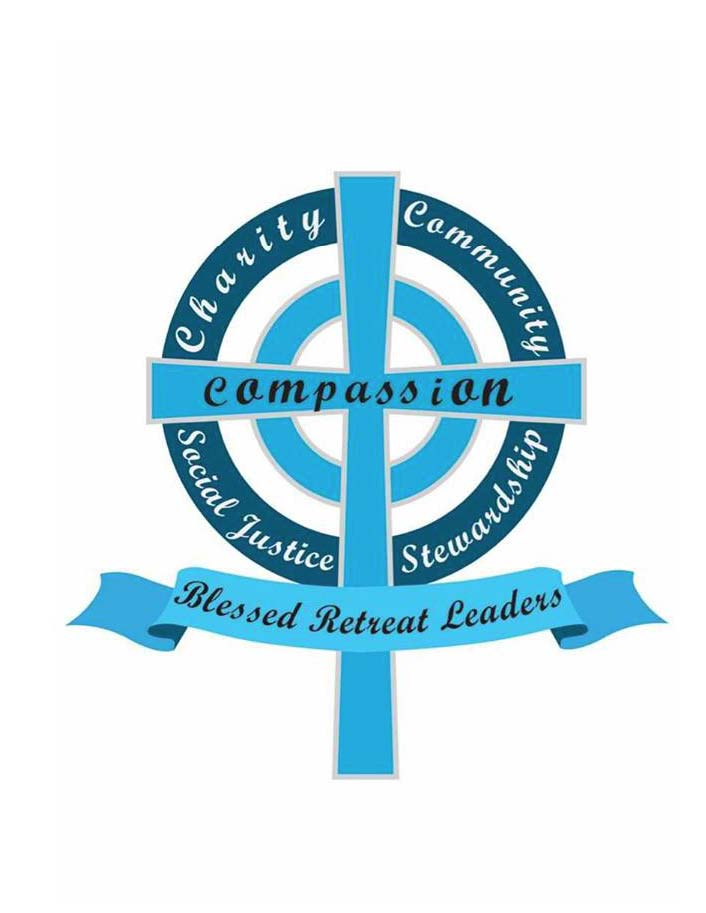 Charity
Community
Compassion
Social Justice
Stewardship
Blessed Retreat Leaders